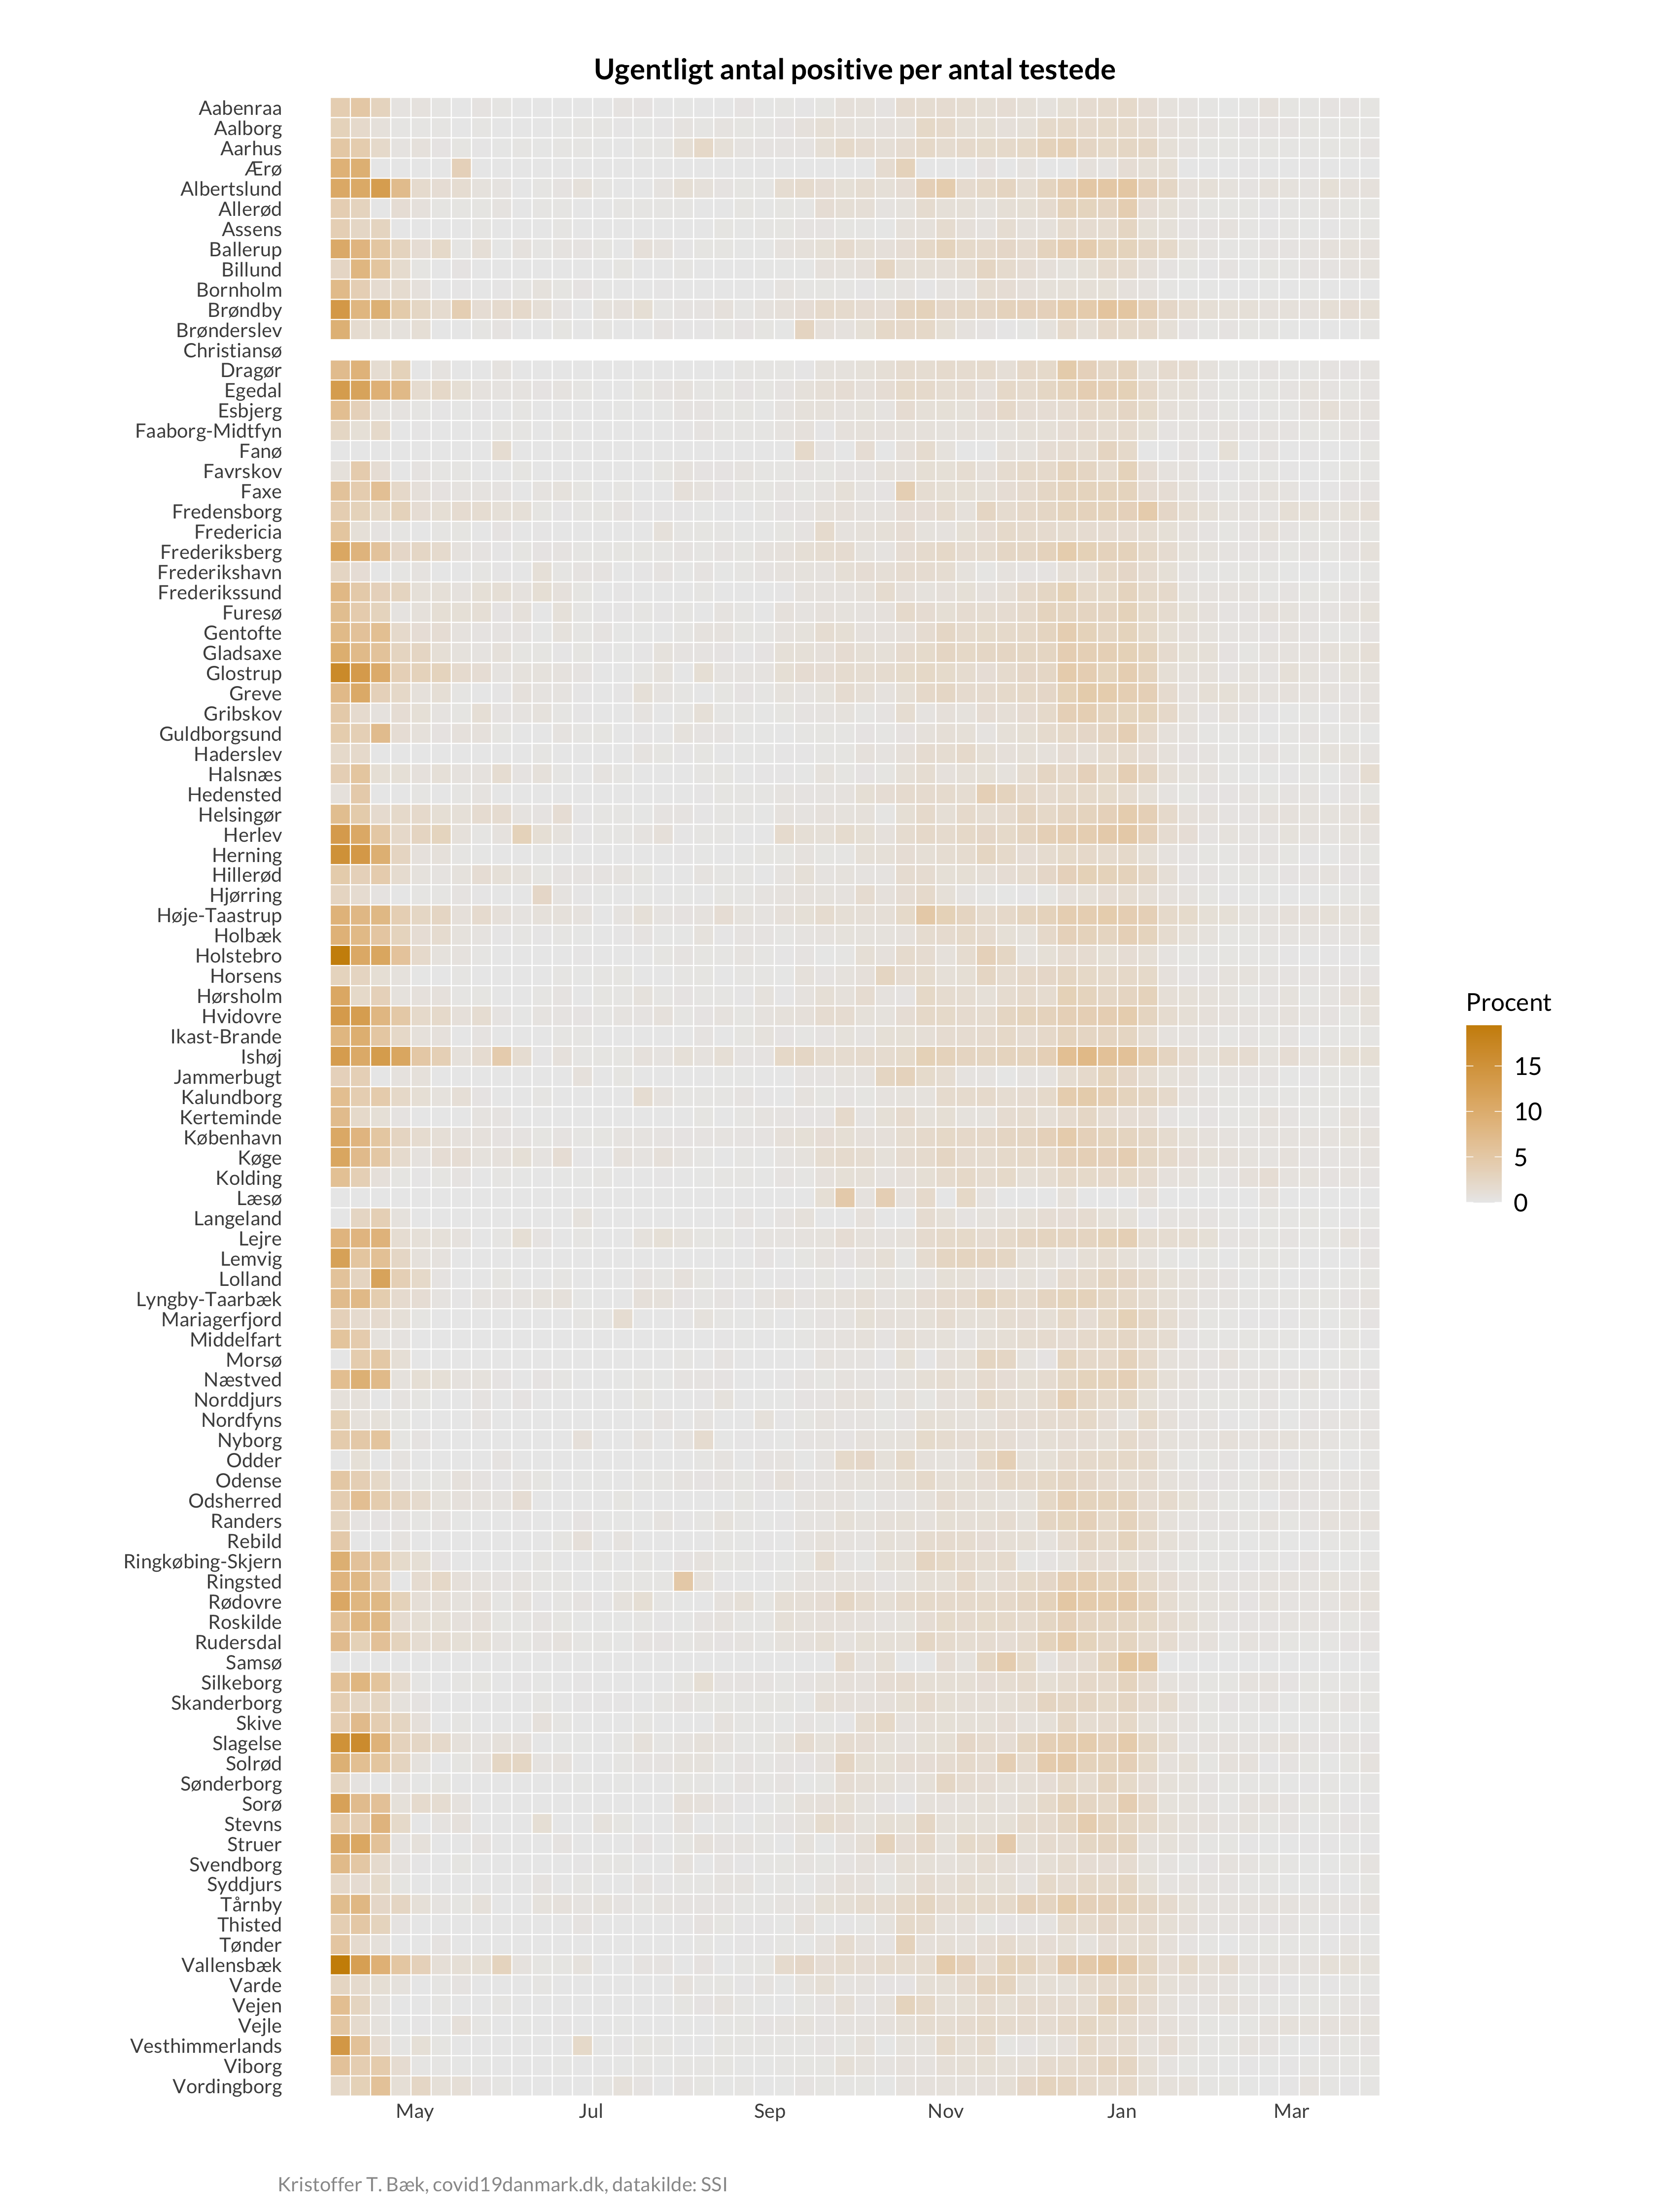 Ugentligt antal positive per antal testede
Aabenraa
Aalborg
Aarhus
Ærø
Albertslund
Allerød
Assens
Ballerup
Billund
Bornholm
Brøndby
Brønderslev
Christiansø
Dragør
Egedal
Esbjerg
Faaborg-Midtfyn
Fanø
Favrskov
Faxe
Fredensborg
Fredericia
Frederiksberg
Frederikshavn
Frederikssund
Furesø
Gentofte
Gladsaxe
Glostrup
Greve
Gribskov
Guldborgsund
Haderslev
Halsnæs
Hedensted
Helsingør
Herlev
Herning
Hillerød
Hjørring
Høje-Taastrup
Holbæk
Holstebro
Horsens
Hørsholm
Hvidovre
Ikast-Brande
Ishøj
Jammerbugt
Kalundborg
Kerteminde
København
Køge
Kolding
Læsø
Langeland
Lejre
Lemvig
Lolland
Lyngby-Taarbæk
Mariagerfjord
Middelfart
Morsø
Næstved
Norddjurs
Nordfyns
Nyborg
Odder
Odense
Odsherred
Randers
Rebild
Ringkøbing-Skjern
Ringsted
Rødovre
Roskilde
Rudersdal
Samsø
Silkeborg
Skanderborg
Skive
Slagelse
Solrød
Sønderborg
Sorø
Stevns
Struer
Svendborg
Syddjurs
Tårnby
Thisted
Tønder
Vallensbæk
Varde
Vejen
Vejle
Vesthimmerlands
Viborg
Vordingborg
May Jul Sep Nov Jan Mar
Procent
15
10
5
0
Kristoffer T. Bæk, covid19danmark.dk, datakilde: SSI